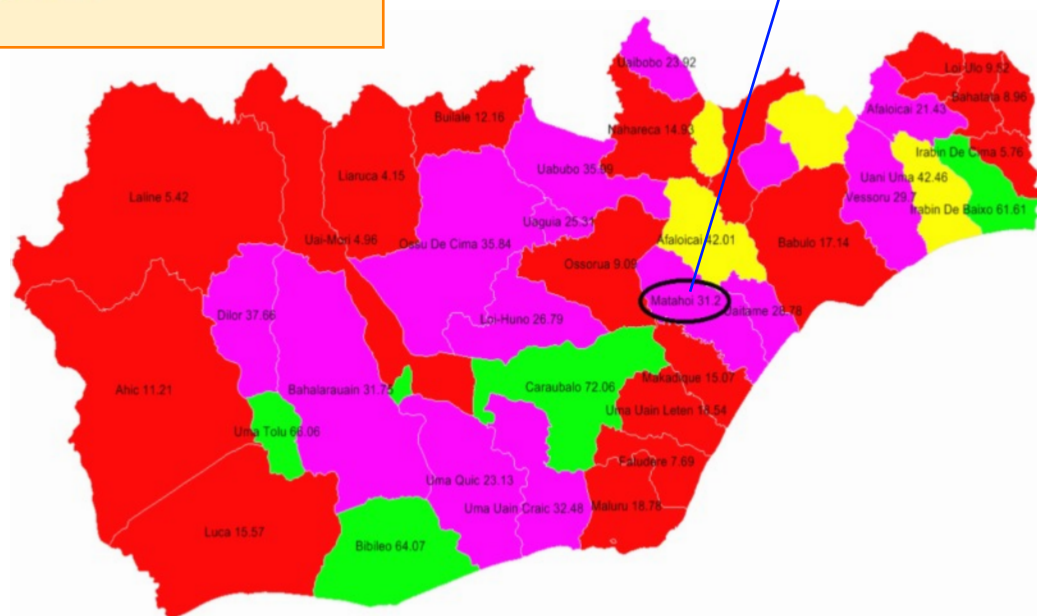 Uaibobo 23.92
Loi-Ulo 9.82
Bahatata 8.96
Afaloicai 21.43
Builale 12.16
Nahareca 14.93
Irabin De Cima 5.76
Liaruca 4.15
Uabubo 35.09
Uani Uma 42.46
Laline 5.42
Vessoru 29.7
Irabin De Baixo 61.61
Uaguia 25.31
Uai-Mori 4.96
Ossu De Cima 35.84
Afaloicai 42.01
Babulo 17.14
Ossorua 9.09
Matahoi 31.2
Dilor 37.66
Loi-Huno 26.79
Uaitame 28.78
Makadique 15.07
Ahic 11.21
Bahalarauain 31.75
Caraubalo 72.06
Uma Uain Leten 18.54
Uma Tolu 66.06
Faludere 7.69
Uma Quic 23.13
Uma Uain Craic 32.48
Maluru 18.78
Luca 15.57
Bibileo 64.07